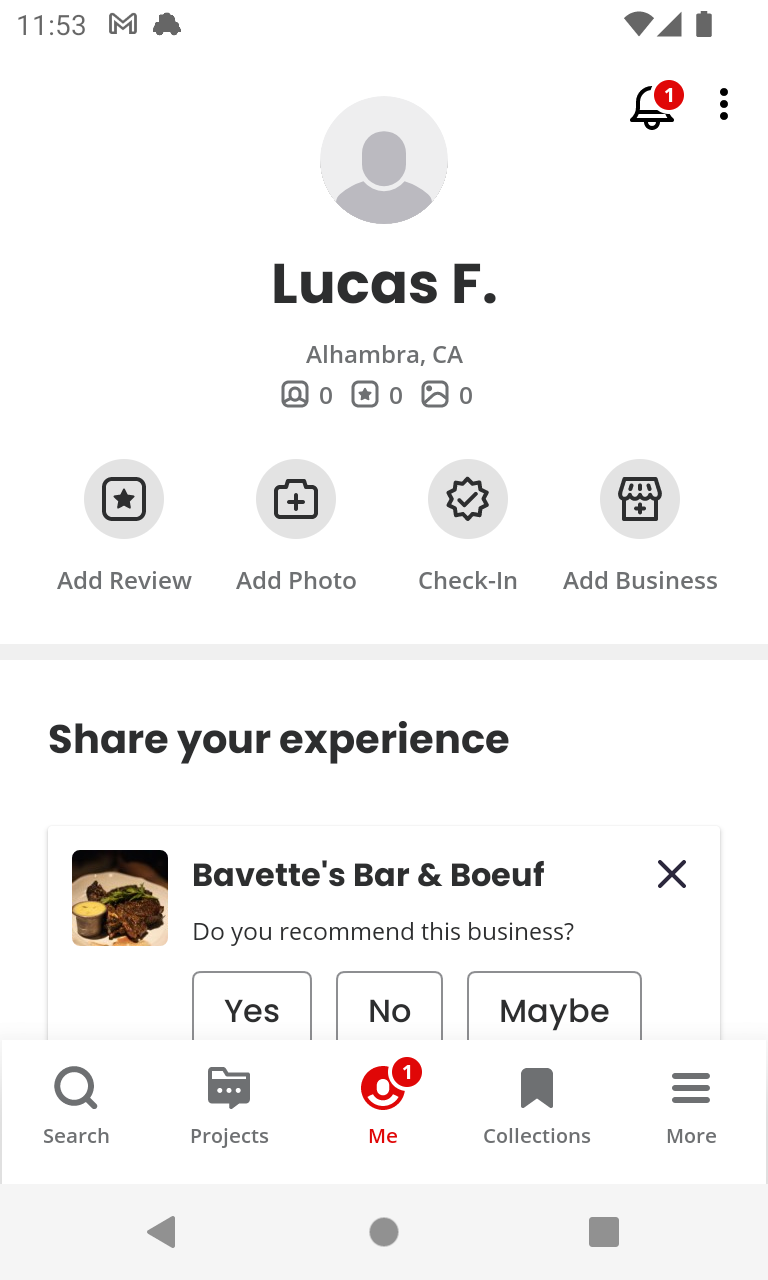 11:53
1
Lucas F.
Alhambra, CA
0 0 0
Add Review Add Photo Check-In Add Business
Share your experience
Bavette's Bar & Boeuf
Do you recommend this business?
Yes No Maybe
1
Search Projects Me Collections More